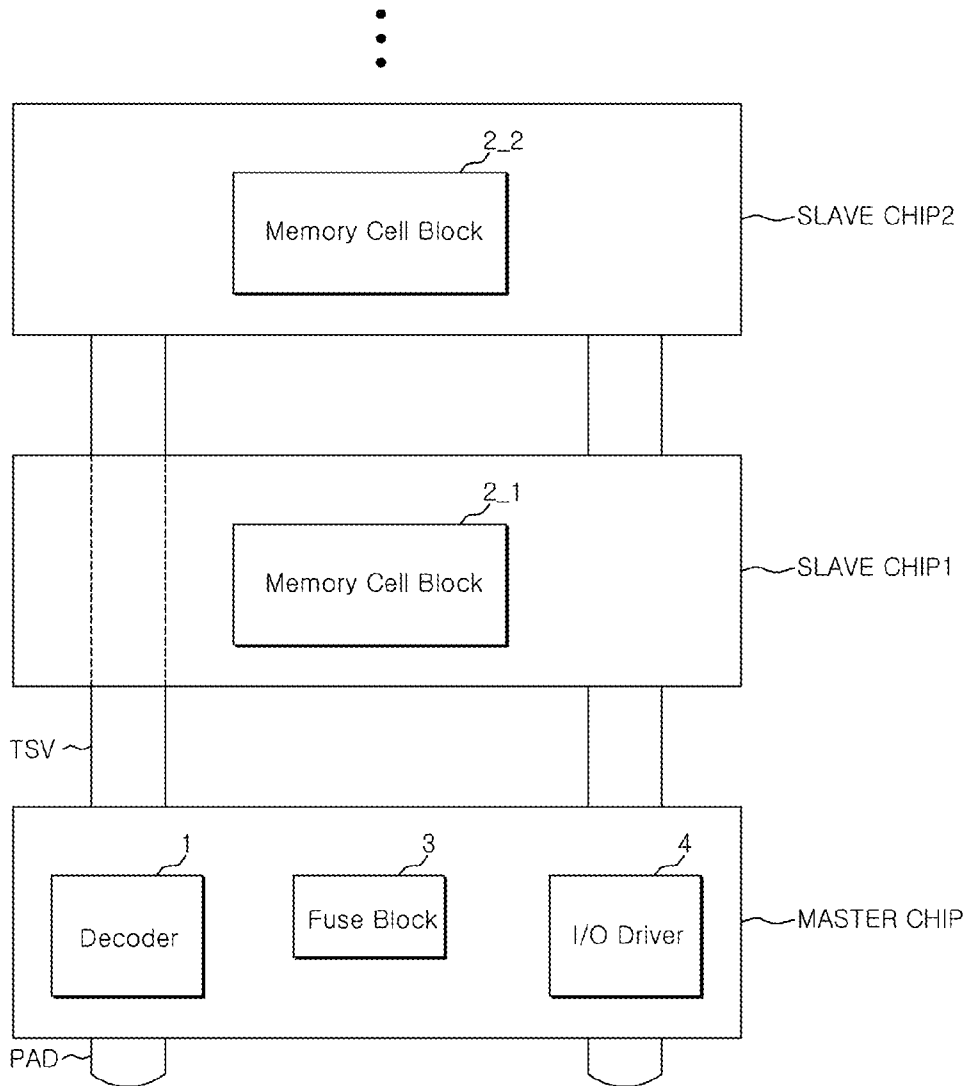 2_2
Memory Cell Block
SLAVE CHIP2
2_1
Memory Cell Block
SLAVE CHIP1
TSV
1
3
4
Decoder
Fuse Block
I/O Driver
MASTER CHIP
PAD